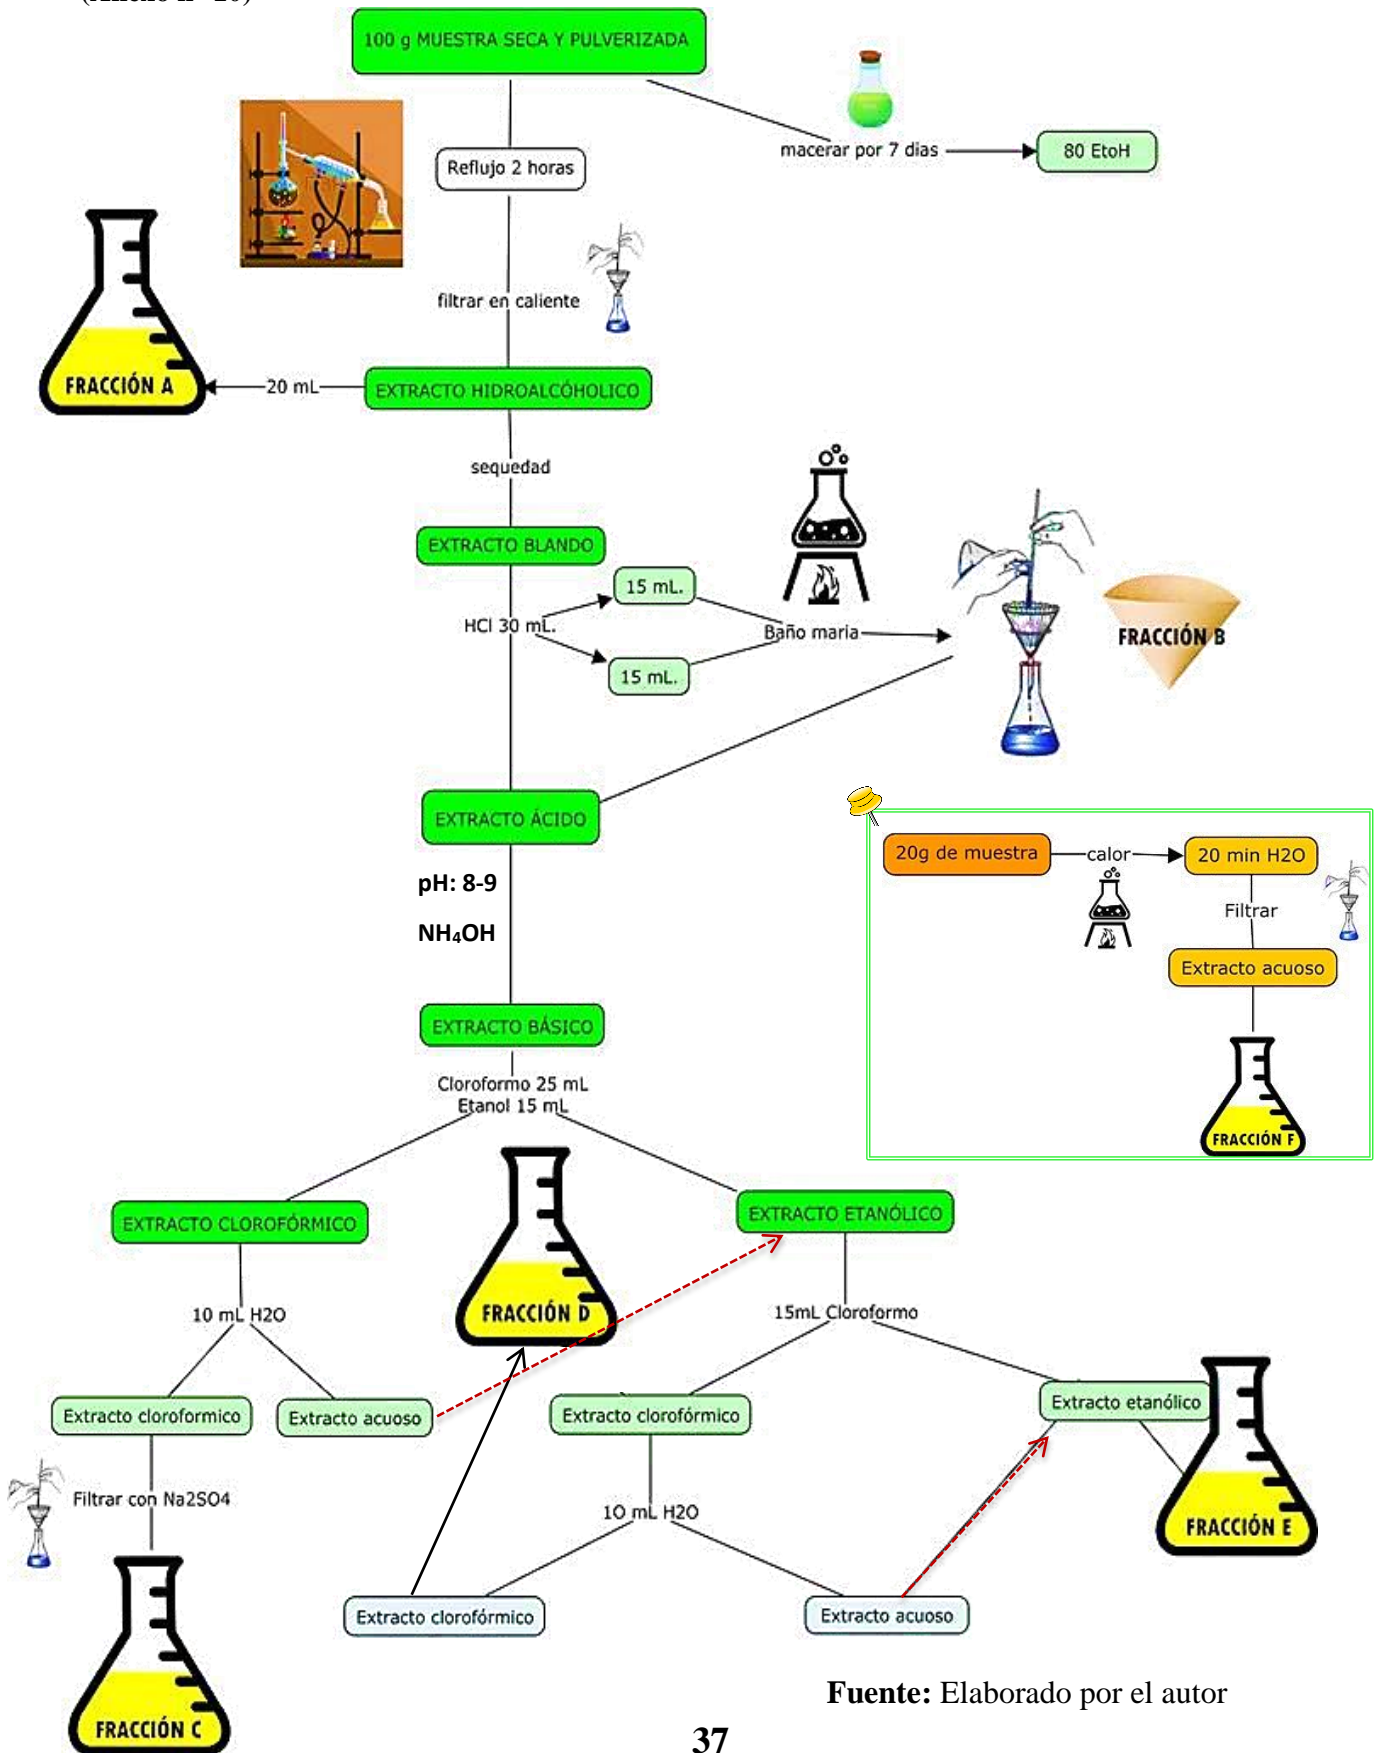 (Anexo n° 20)
100 g MUESTRA SECA Y PULVERIZADA
macerar por 7 dias
80 EtoH
Reflujo 2 horas
filtrar en caliente
FRACCIÓN A
20 mL
EXTRACTO HIDROALCÓHOLICO
sequedad
EXTRACTO BLANDO
15 mL.
HCl 30 mL.
Baño maria
15 mL.
FRACCIÓN B
EXTRACTO ÁCIDO
pH: 8-9
NH₄OH
20g de muestra
calor
20 min H2O
Filtrar
Extracto acuoso
FRACCIÓN F
EXTRACTO BÁSICO
Cloroformo 25 mL
Etanol 15 mL
EXTRACTO CLOROFÓRMICO
EXTRACTO ETANÓLICO
FRACCIÓN D
10 mL H2O
15mL Cloroformo
Extracto cloroformico
Extracto acuoso
Extracto clorofórmico
Extracto etanólico
Filtrar con Na2SO4
10 mL H2O
FRACCIÓN E
Extracto clorofórmico
Extracto acuoso
FRACCIÓN C
Fuente: Elaborado por el autor
37